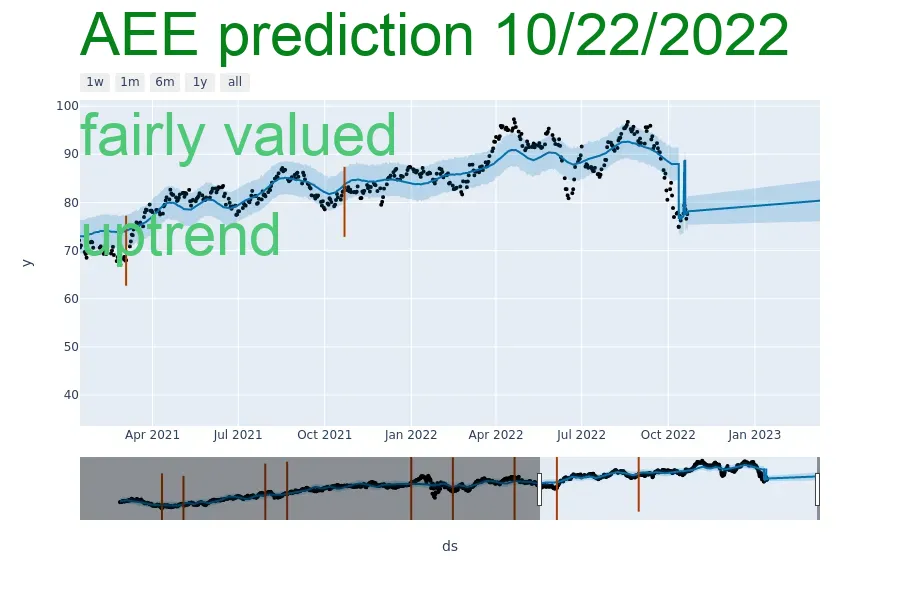 AEE prediction 10/22/2022
1w 1m 6m 1y all
fairly valued
uptrend
100
90
80
70
60
50
40
y
Apr 2021 Jul 2021 Oct 2021 Jan 2022 Apr 2022 Jul 2022 Oct 2022 Jan 2023
ds